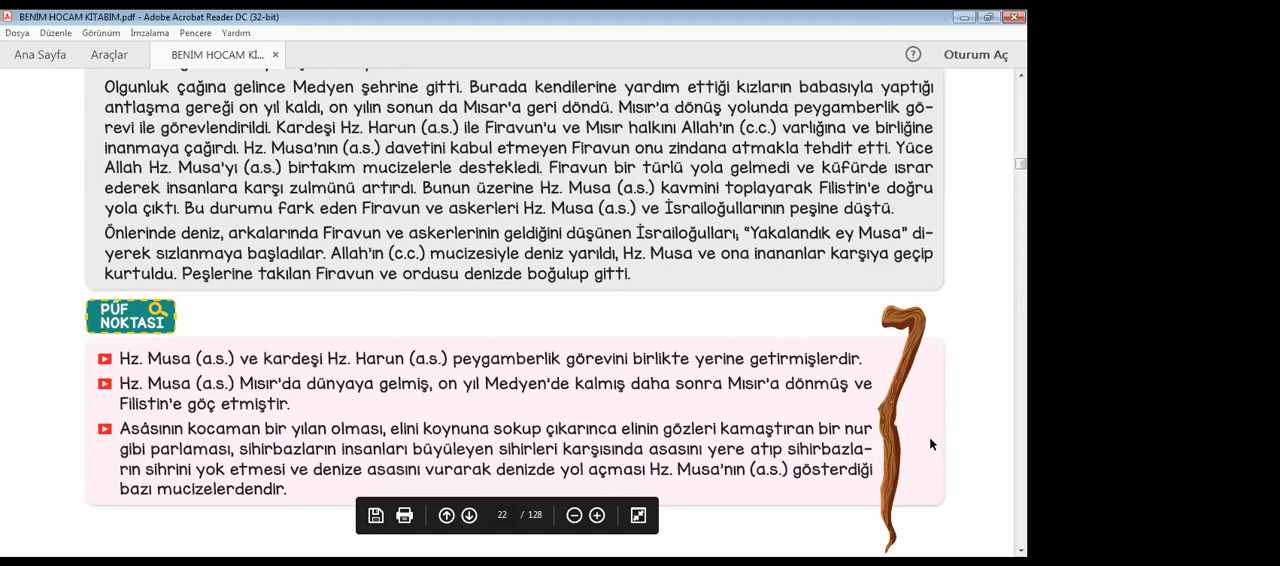 BENİM HOCAM KİTABIM.pdf - Adobe Acrobat Reader DC (32-bit)
Dosya Düzenle Görünüm İmzalama Pencere Yardım
Ana Sayfa Araçlar BENİM HOCAM Kİ... × ? Oturum Aç
Olgunluk çağına gelince Medyen şehrine gitti. Burada kendilerine yardım ettiği kızların babasıyla yaptığı
antlaşma gereği on yıl kaldı, on yılın sonun da Mısar'a geri döndü. Mısır'a dönüş yolunda peygamberlik gö-
revi ile görevlendirildi. Kardeşi Hz. Harun (a.s.) ile Firavun'u ve Mısır halkını Allah'ın (c.c.) varlığına ve birliğine
inanmaya çağırdı. Hz. Musa'nın (a.s.) davetini kabul etmeyen Firavun onu zindana atmakla tehdit etti. Yüce
Allah Hz. Musa'yı (a.s.) birtakım mucizelerle destekledi. Firavun bir türlü yola gelmedi ve küfürde ısrar
ederek insanlara karşı zulmünü artırdı. Bunun üzerine Hz. Musa (a.s.) kavmini toplayarak Filistin'e doğru
yola çıktı. Bu durumu fark eden Firavun ve askerleri Hz. Musa (a.s.) ve İsrailoğullarının peşine düştü.
Önlerinde deniz, arkalarında Firavun ve askerlerinin geldiğini düşünen İsrailoğulları; "Yakalandık ey Musa" di-
yerek sızlanmaya başladılar. Allah'ın (c.c.) mucizesiyle deniz yarıldı, Hz. Musa ve ona inananlar karşıya geçip
kurtuldu. Peşlerine takılan Firavun ve ordusu denizde boğulup gitti.
PÜF
NOKTASI
Hz. Musa (a.s.) ve kardeşi Hz. Harun (a.s.) peygamberlik görevini birlikte yerine getirmişlerdir.
Hz. Musa (a.s.) Mısır'da dünyaya gelmiş, on yıl Medyen'de kalmış daha sonra Mısır'a dönmüş ve
Filistin'e göç etmiştir.
Asâsının kocaman bir yılan olması, elini koynuna sokup çıkarınca elinin gözleri kamaştıran bir nur
gibi parlaması, sihirbazların insanları büyüleyen sihirleri karşısında asasını yere atıp sihirbazla-
rın sihrini yok etmesi ve denize asasını vurarak denizde yol açması Hz. Musa'nın (a.s.) gösterdiği
bazı mucizelerdendir.
22 / 128